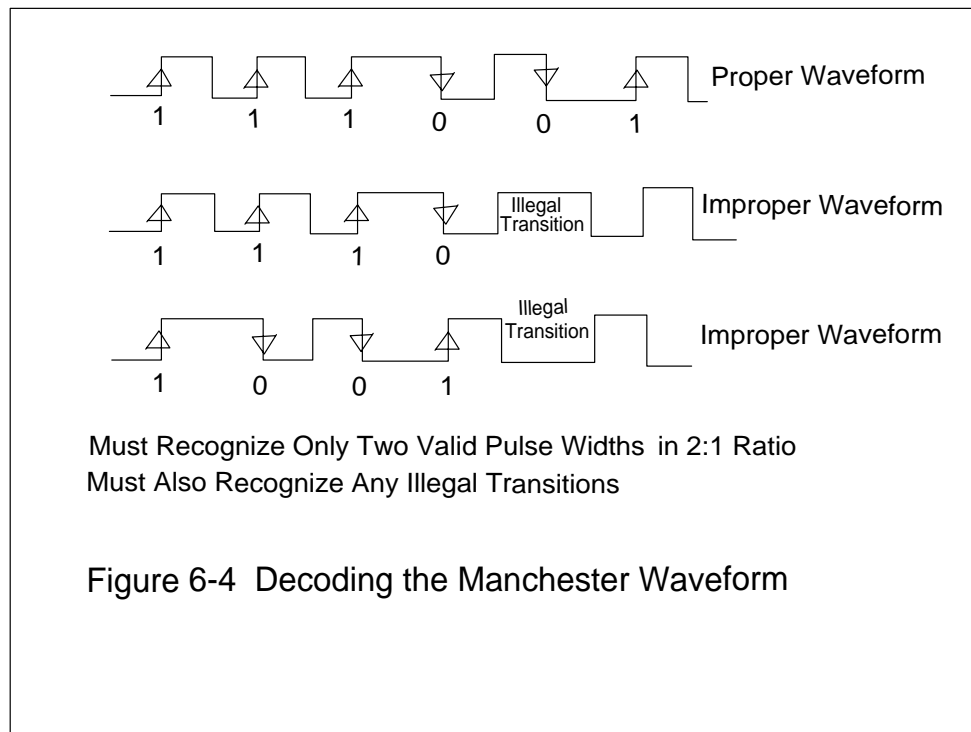 Proper Waveform
1 1 1 0 0 1
Illegal
Transition
Improper Waveform
1 1 1 0
Illegal
Transition
Improper Waveform
1 0 0 1
Must Recognize Only Two Valid Pulse Widths in 2:1 Ratio
Must Also Recognize Any Illegal Transitions
Figure 6-4 Decoding the Manchester Waveform